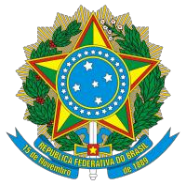 REPÚBLICA FEDERATIVA DO BRASIL
15 de Novembro de 1889